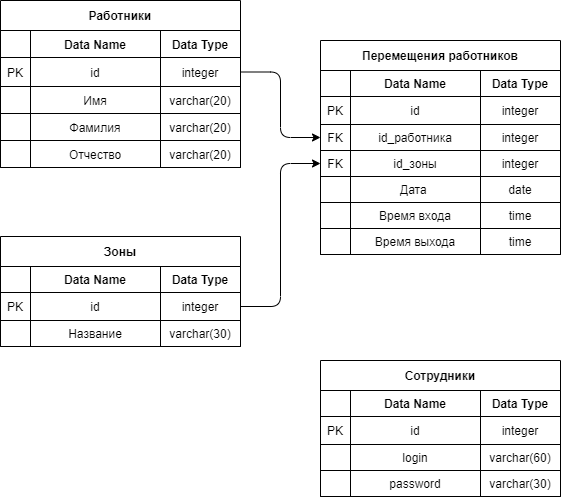 Работники
Data Name Data Type
PK id integer
Имя varchar(20)
Фамилия varchar(20)
Отчество varchar(20)
Перемещения работников
Data Name Data Type
PK id integer
FK id_работника integer
FK id_зоны integer
Дата date
Время входа time
Время выхода time
Зоны
Data Name Data Type
PK id integer
Название varchar(30)
Сотрудники
Data Name Data Type
PK id integer
login varchar(60)
password varchar(30)